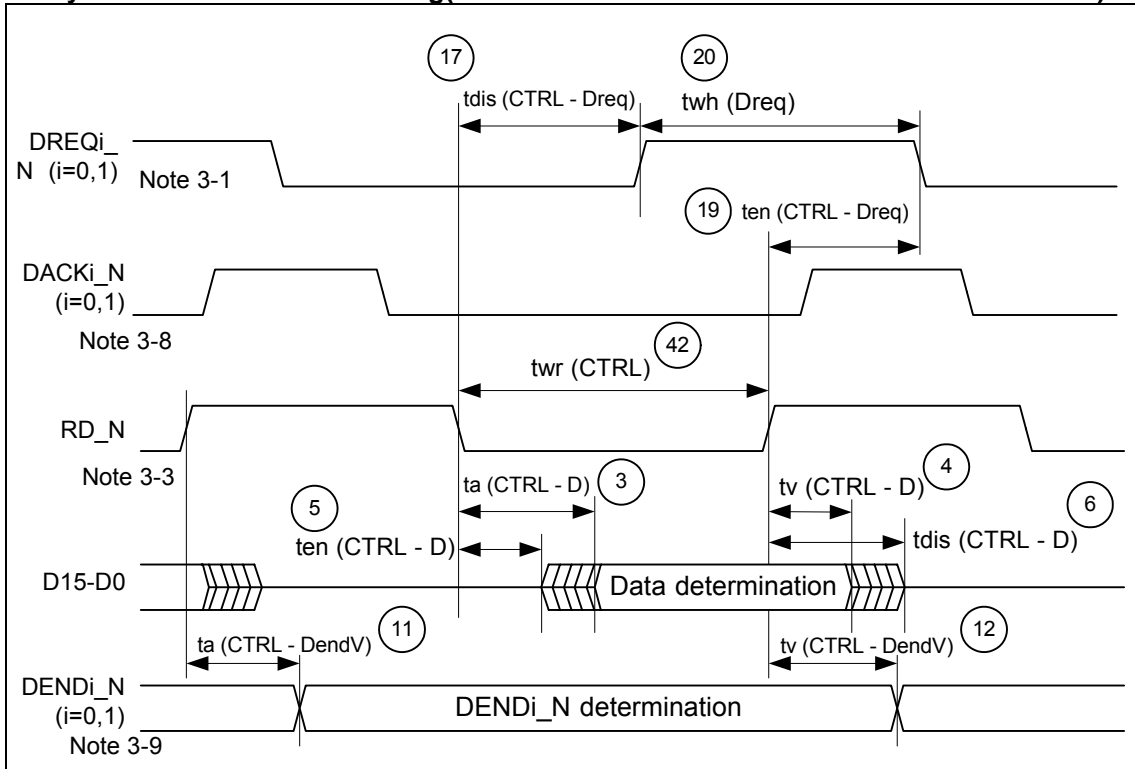 17
20
tdis (CTRL - Dreq)
twh (Dreq)
DREQi_
N (i=0,1)
Note 3-1
19
ten (CTRL - Dreq)
DACKi_N
(i=0,1)
Note 3-8
42
twr (CTRL)
RD_N
Note 3-3
3
ta (CTRL - D)
4
tv (CTRL - D)
5
ten (CTRL - D)
6
tdis (CTRL - D)
D15-D0
Data determination
11
ta (CTRL - DendV)
12
tv (CTRL - DendV)
DENDi_N
(i=0,1)
DENDi_N determination
Note 3-9